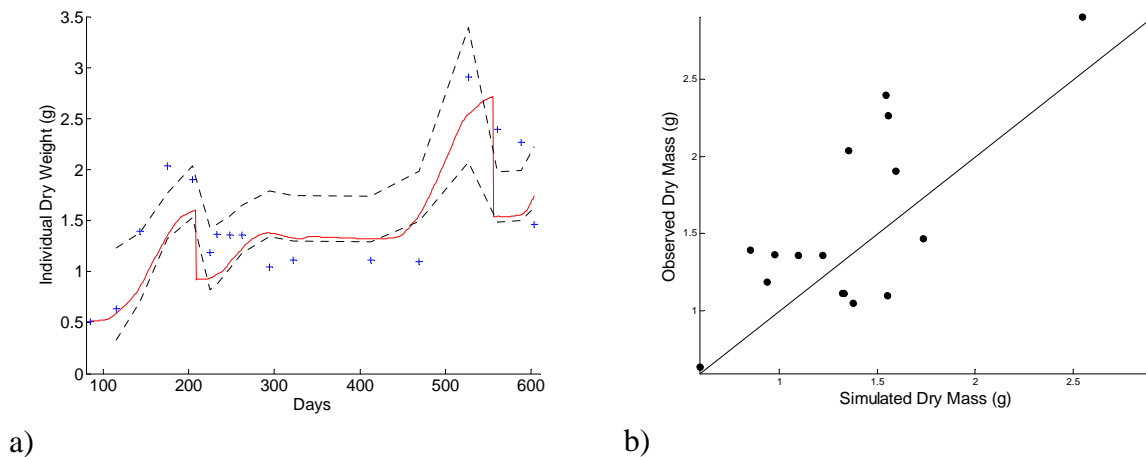 3.5
3
2.5
2
1.5
1
0.5
0
100 200 300 400 500 600
Days
Individual Dry Weight (g)
a)
2.5
2
1.5
1
1 1.5 2 2.5
Simulated Dry Mass (g)
Observed Dry Mass (g)
b)